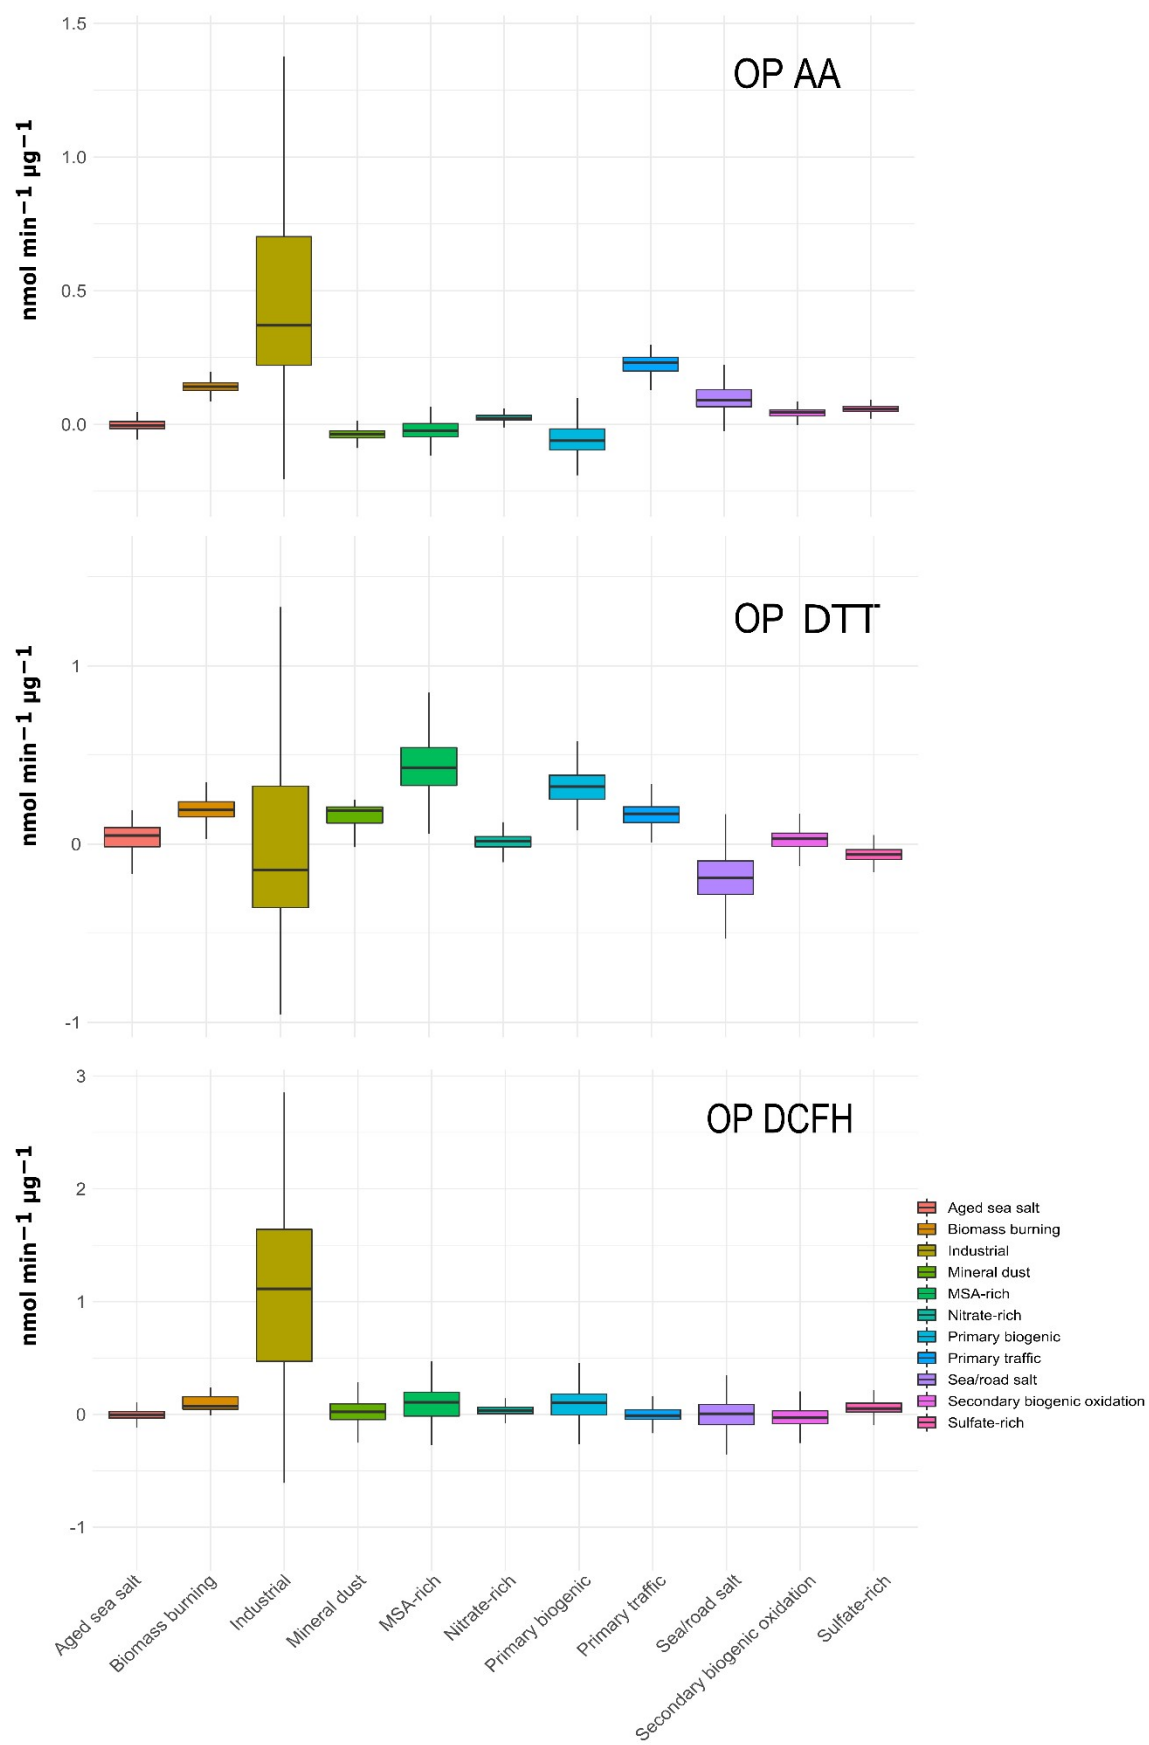 1.5
OP AA
1.0
nmol min−1 µg−1
0.5
0.0
OP DTT
1
nmol min−1 µg−1
0
-1
3
OP DCFH
2
nmol min−1 µg−1
1
0
-1
Aged sea salt
Biomass burning
Industrial
Mineral dust
MSA-rich
Nitrate-rich
Primary biogenic
Primary traffic
Sea/road salt
Secondary biogenic oxidation
Sulfate-rich
Aged sea salt
Biomass burning
Industrial
Mineral dust
MSA-rich
Nitrate-rich
Primary biogenic
Primary traffic
Sea/road salt
Secondary biogenic oxidation
Sulfate-rich